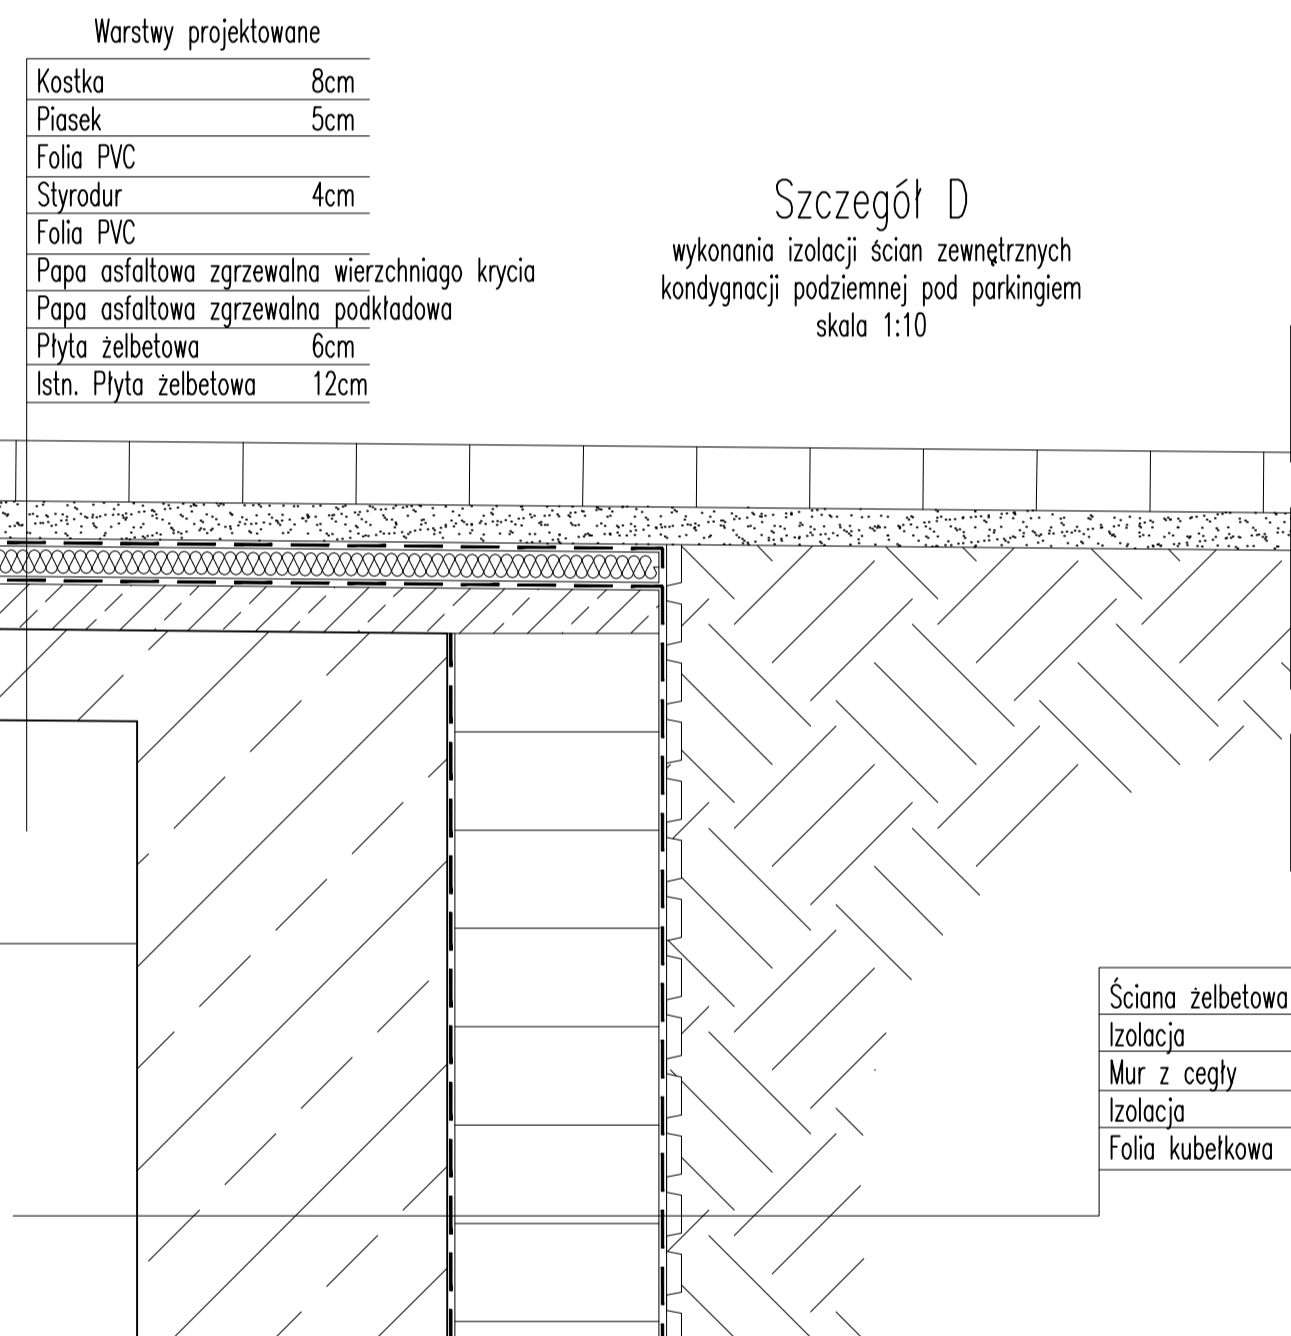 Warstwy projektowane
Kostka 8cm
Piasek 5cm
Folia PVC
Styrodur 4cm
Folia PVC
Papa asfaltowa zgrzewalna wierzchniago krycia
Papa asfaltowa zgrzewalna podkładowa
Płyta żelbetowa 6cm
Istn. Płyta żelbetowa 12cm
Szczegół D
wykonania izolacji ścian zewnętrznych
kondygnacji podziemnej pod parkingiem
skala 1:10
Ściana żelbetowa
Izolacja
Mur z cegły
Izolacja
Folia kubełkowa